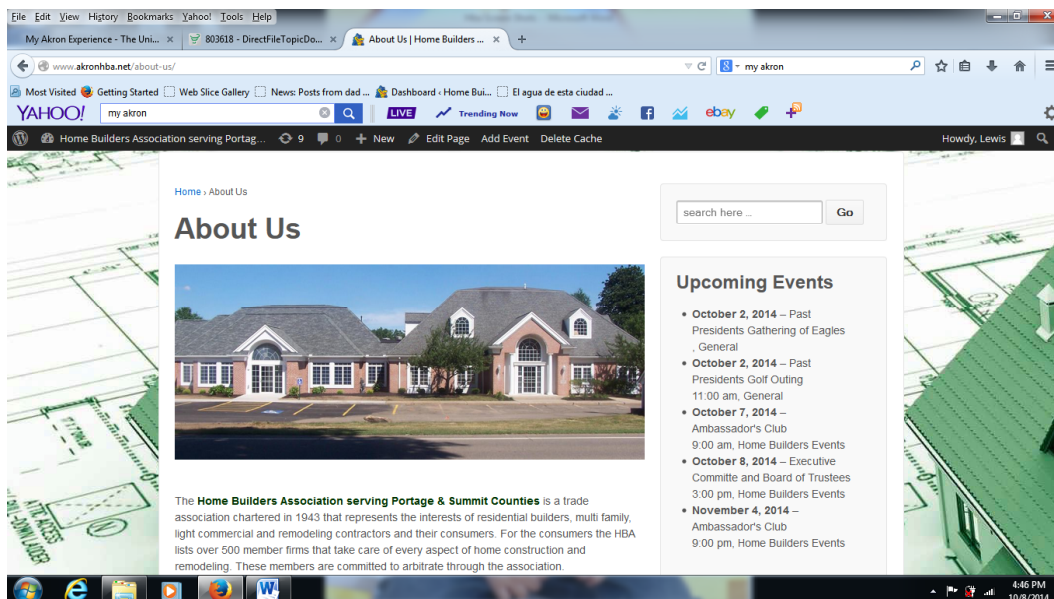 File Edit View History Bookmarks Yahoo! Tools Help
My Akron Experience - The Uni...
803618 - DirectFileTopicDo...
About Us | Home Builders ...
www.akronhba.net/about-us/
my akron
Most Visited
Getting Started
Web Slice Gallery
News: Posts from dad ...
Dashboard ‹ Home Bui...
El agua de esta ciudad ...
YAHOO!
my akron
LIVE
Trending Now
ebay
Home Builders Association serving Portag...
9
0
New
Edit Page
Add Event
Delete Cache
Howdy, Lewis
Home › About Us
About Us
The Home Builders Association serving Portage & Summit Counties is a trade
association chartered in 1943 that represents the interests of residential builders, multi family,
light commercial and remodeling contractors and their consumers. For the consumers the HBA
lists over 500 member firms that take care of every aspect of home construction and
remodeling. These members are committed to arbitrate through the association.
search here ...
Go
Upcoming Events
October 2, 2014 – Past
Presidents Gathering of Eagles
, General
October 2, 2014 – Past
Presidents Golf Outing
11:00 am, General
October 7, 2014 –
Ambassador's Club
9:00 am, Home Builders Events
October 8, 2014 – Executive
Committe and Board of Trustees
3:00 pm, Home Builders Events
November 4, 2014 –
Ambassador's Club
9:00 pm, Home Builders Events
SITE ACCESS
4:46 PM
10/8/2014